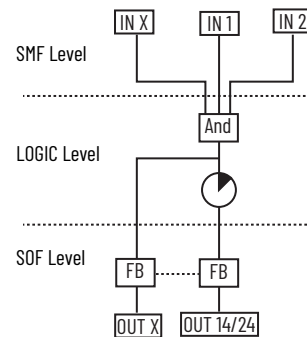 IN X IN 1 IN 2
SMF Level
And
LOGIC Level
SOF Level
FB FB
OUT X OUT 14/24